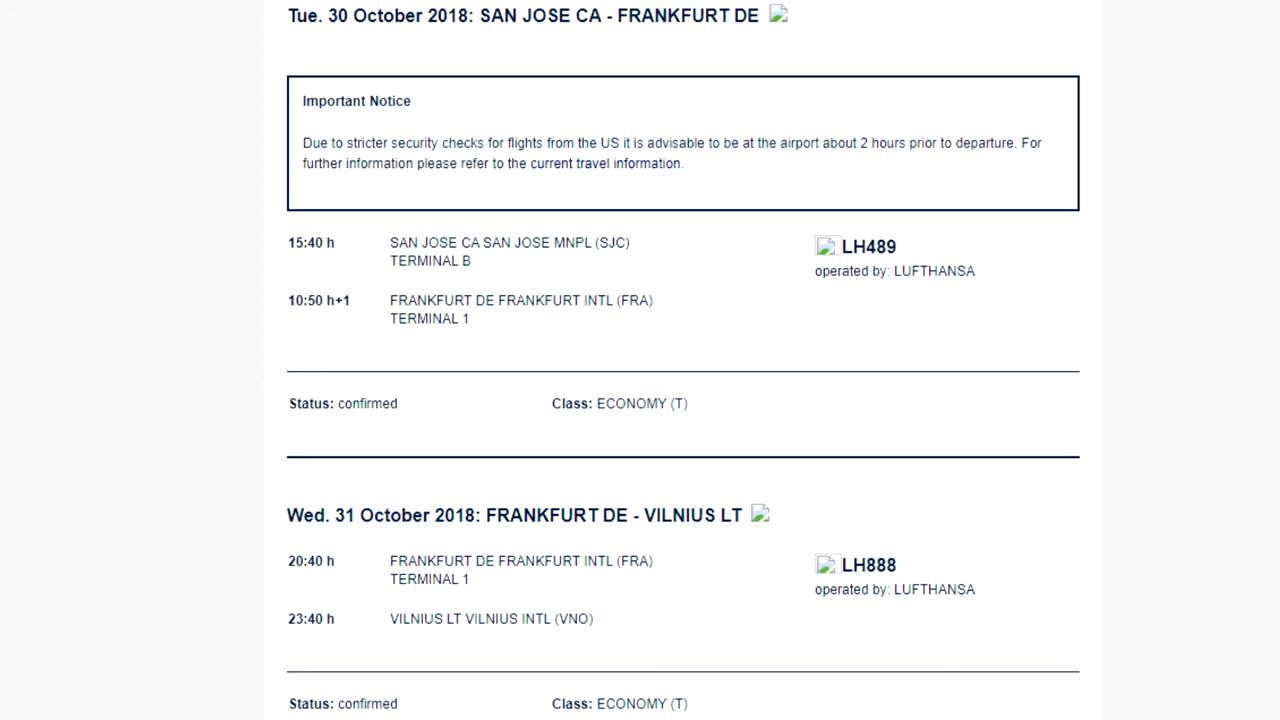 Tue. 30 October 2018: SAN JOSE CA - FRANKFURT DE
Important Notice
Due to stricter security checks for flights from the US it is advisable to be at the airport about 2 hours prior to departure. For
further information please refer to the current travel information.
15:40 h SAN JOSE CA SAN JOSE MNPL (SJC) LH489
TERMINAL B operated by: LUFTHANSA
10:50 h+1 FRANKFURT DE FRANKFURT INTL (FRA)
TERMINAL 1
Status: confirmed Class: ECONOMY (T)
Wed. 31 October 2018: FRANKFURT DE - VILNIUS LT
20:40 h FRANKFURT DE FRANKFURT INTL (FRA) LH888
TERMINAL 1 operated by: LUFTHANSA
23:40 h VILNIUS LT VILNIUS INTL (VNO)
Status: confirmed Class: ECONOMY (T)